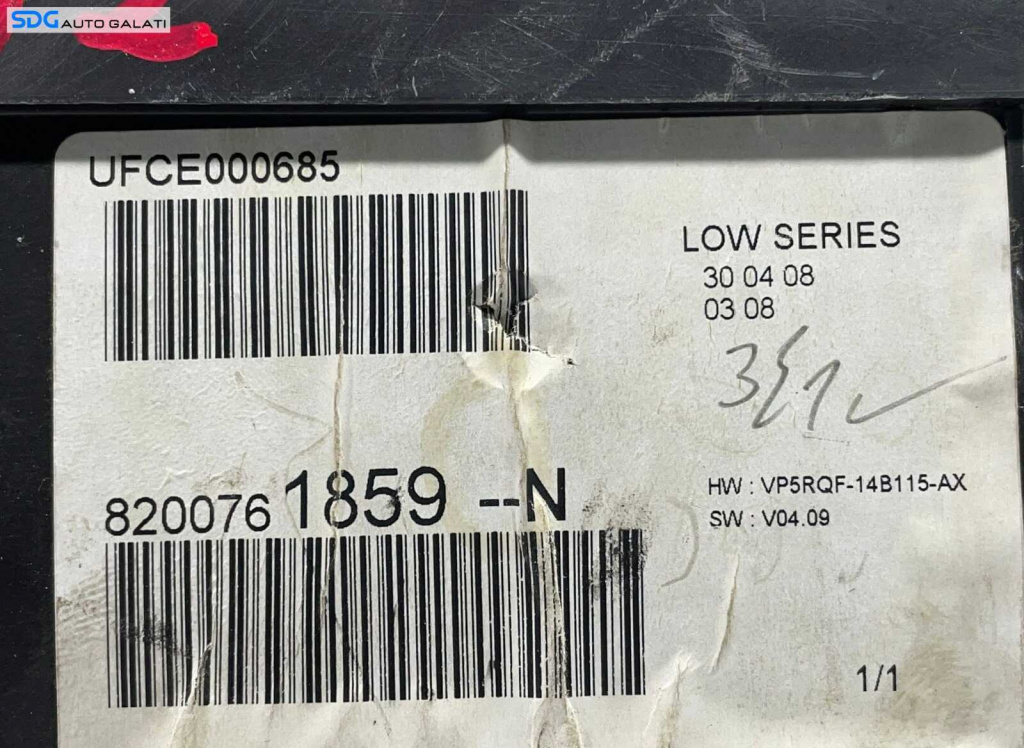 SDG AUTO GALATI
UFCE000685
LOW SERIES
30 04 08
03 08
8200761859 --N
HW : VP5RQF-14B115-AX
SW : V04.09
1/1